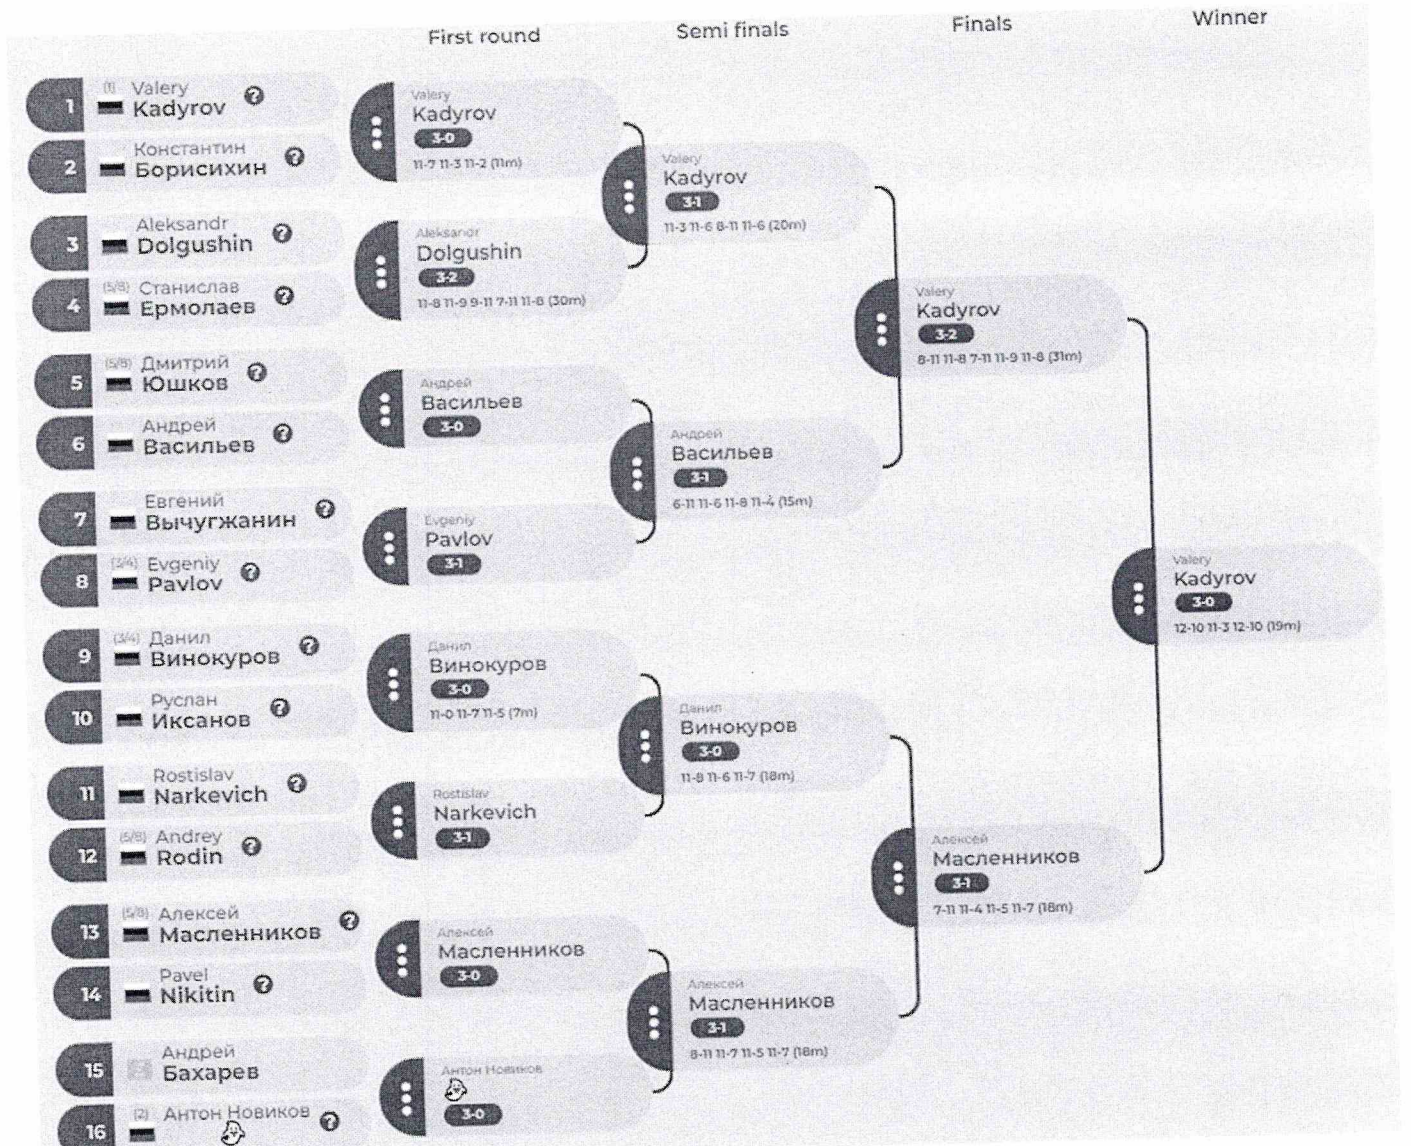 First round
Semi finals
Finals
Winner
1
(1) Valery
Kadyrov
2
Константин
Борисихин
3
Aleksandr
Dolgushin
4
(5/8) Станислав
Ермолаев
5
(5/8) Дмитрий
Юшков
6
Андрей
Васильев
7
Евгений
Вычугжанин
8
(3/4) Evgeniy
Pavlov
9
(3/4) Данил
Винокуров
10
Руслан
Иксанов
11
Rostislav
Narkevich
12
(5/8) Andrey
Rodin
13
(5/8) Алексей
Масленников
14
Pavel
Nikitin
15
Андрей
Бахарев
16
(2) Антон Новиков
Valery
Kadyrov
3-0
11-7 11-3 11-2 (11m)
Aleksandr
Dolgushin
3-2
11-8 11-9 9-11 7-11 11-8 (30m)
Андрей
Васильев
3-0
Evgeniy
Pavlov
3-1
Данил
Винокуров
3-0
11-0 11-7 11-5 (7m)
Rostislav
Narkevich
3-1
Алексей
Масленников
3-0
Антон Новиков
3-0
Valery
Kadyrov
3-1
11-3 11-6 8-11 11-6 (20m)
Андрей
Васильев
3-1
6-11 11-6 11-8 11-4 (15m)
Данил
Винокуров
3-0
11-8 11-6 11-7 (18m)
Алексей
Масленников
3-1
8-11 11-7 11-5 11-7 (18m)
Valery
Kadyrov
3-2
8-11 11-8 7-11 11-9 11-8 (31m)
Алексей
Масленников
3-1
7-11 11-4 11-5 11-7 (18m)
Valery
Kadyrov
3-0
12-10 11-3 12-10 (19m)